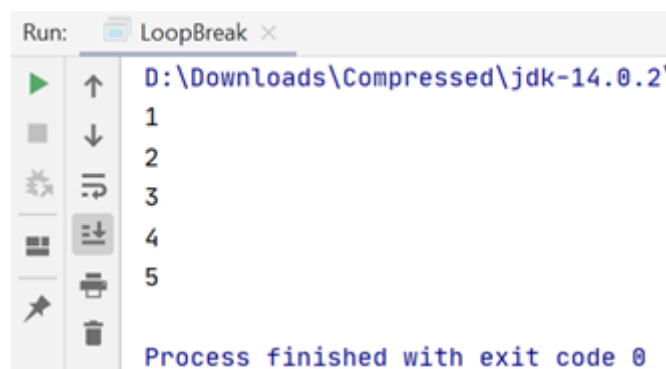 Run: LoopBreak
D:\Downloads\Compressed\jdk-14.0.2\
1
2
3
4
5
Process finished with exit code 0